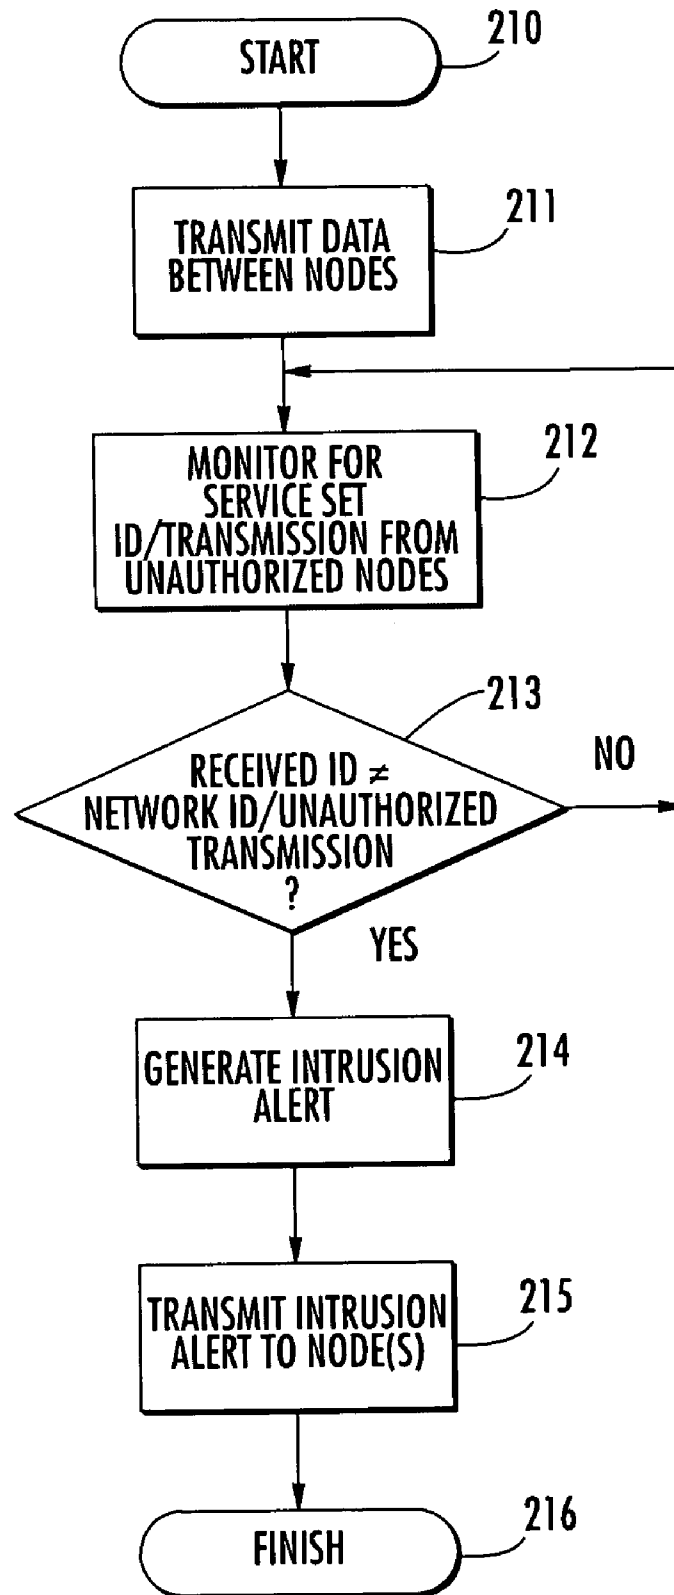 START
210
TRANSMIT DATA
BETWEEN NODES
211
MONITOR FOR
SERVICE SET
ID/TRANSMISSION FROM
UNAUTHORIZED NODES
212
RECEIVED ID ≠
NETWORK ID/UNAUTHORIZED
TRANSMISSION
?
213
NO
YES
GENERATE INTRUSION
ALERT
214
TRANSMIT INTRUSION
ALERT TO NODE(S)
215
FINISH
216